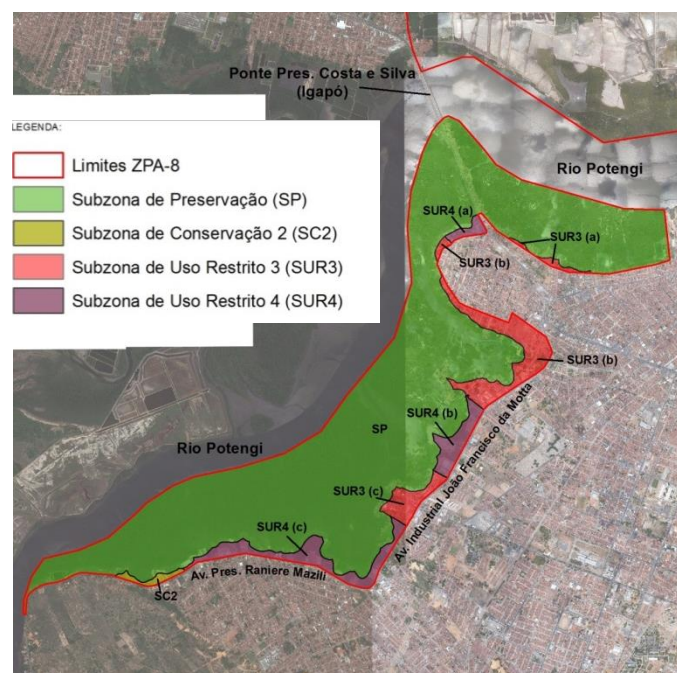 Ponte Pres. Costa e Silva
(Igapó)
LEGENDA:
Limites ZPA-8
Subzona de Preservação (SP)
Subzona de Conservação 2 (SC2)
Subzona de Uso Restrito 3 (SUR3)
Subzona de Uso Restrito 4 (SUR4)
Rio Potengi
SUR4 (a)
SUR3 (a)
SUR3 (b)
SUR3 (b)
SUR4 (b)
SP
Rio Potengi
Av. Industrial João Francisco da Motta
SUR3 (c)
SUR4 (c)
Av. Pres. Raniere Mazili
SC2